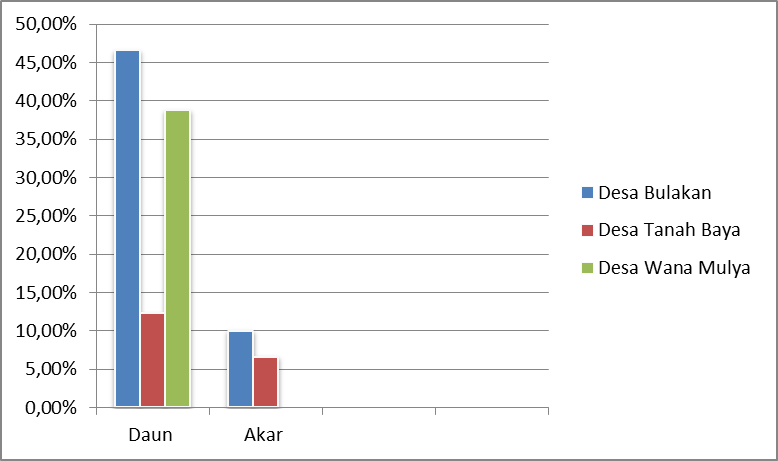 50,00%
45,00%
40,00%
35,00%
30,00%
25,00%
20,00%
15,00%
10,00%
5,00%
0,00%
Daun Akar
Desa Bulakan
Desa Tanah Baya
Desa Wana Mulya